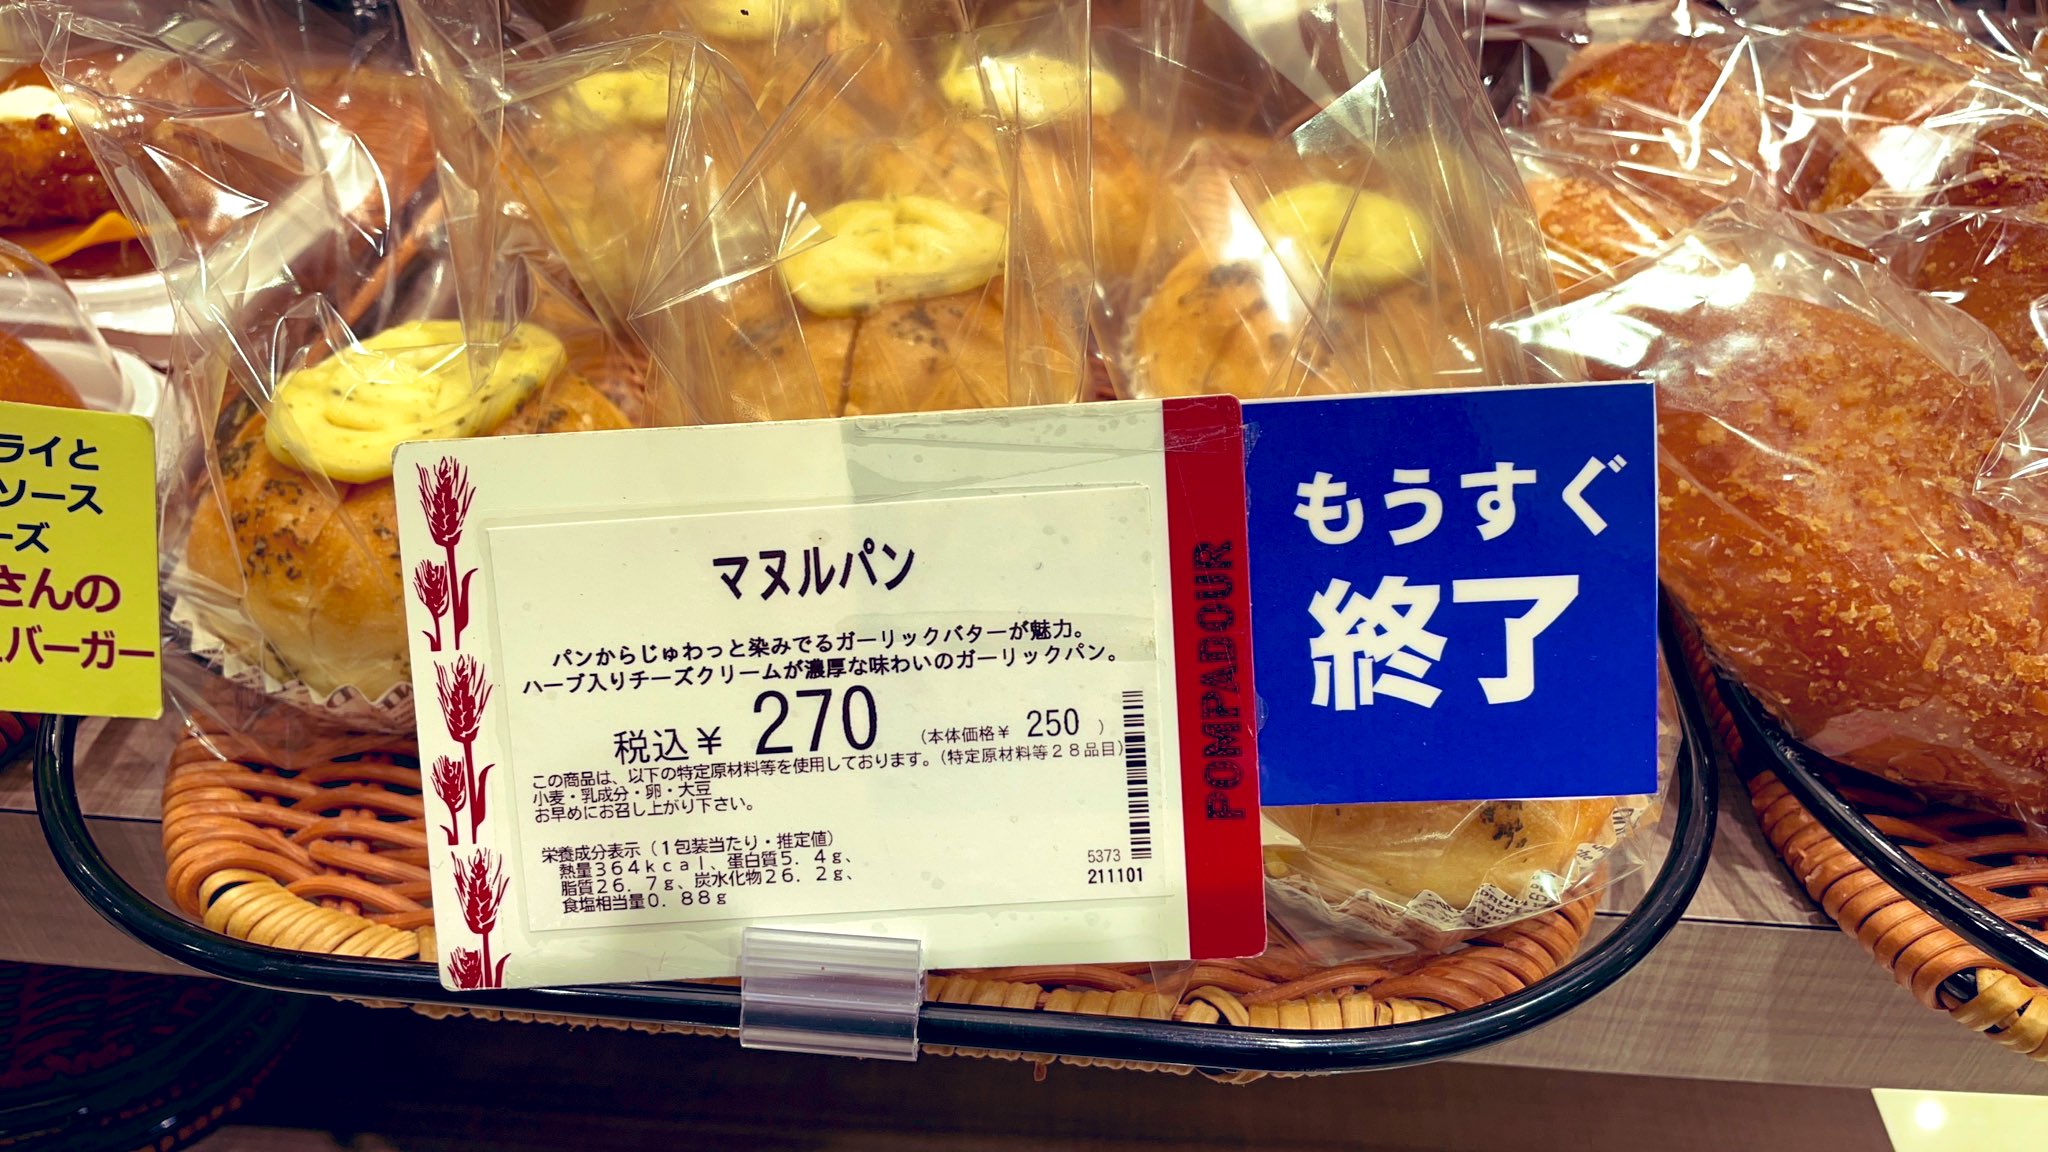 ライと
ソース
ーズ
さんの
バーガー
マヌルパン
パンからじゅわっと染みでるガーリックバターが魅力。
ハーブ入りチーズクリームが濃厚な味わいのガーリックパン。
税込¥ 270 (本体価格¥ 250 )
この商品は、以下の特定原材料等を使用しております。(特定原材料等28品目)
小麦・乳成分・卵・大豆
お早めにお召し上がり下さい。
栄養成分表示(1包装当たり・推定値)
熱量364kcal、蛋白質5.4g、
脂質26.7g、炭水化物26.2g、
食塩相当量0.88g
5373
211101
POMPADOUR
もうすぐ
終了